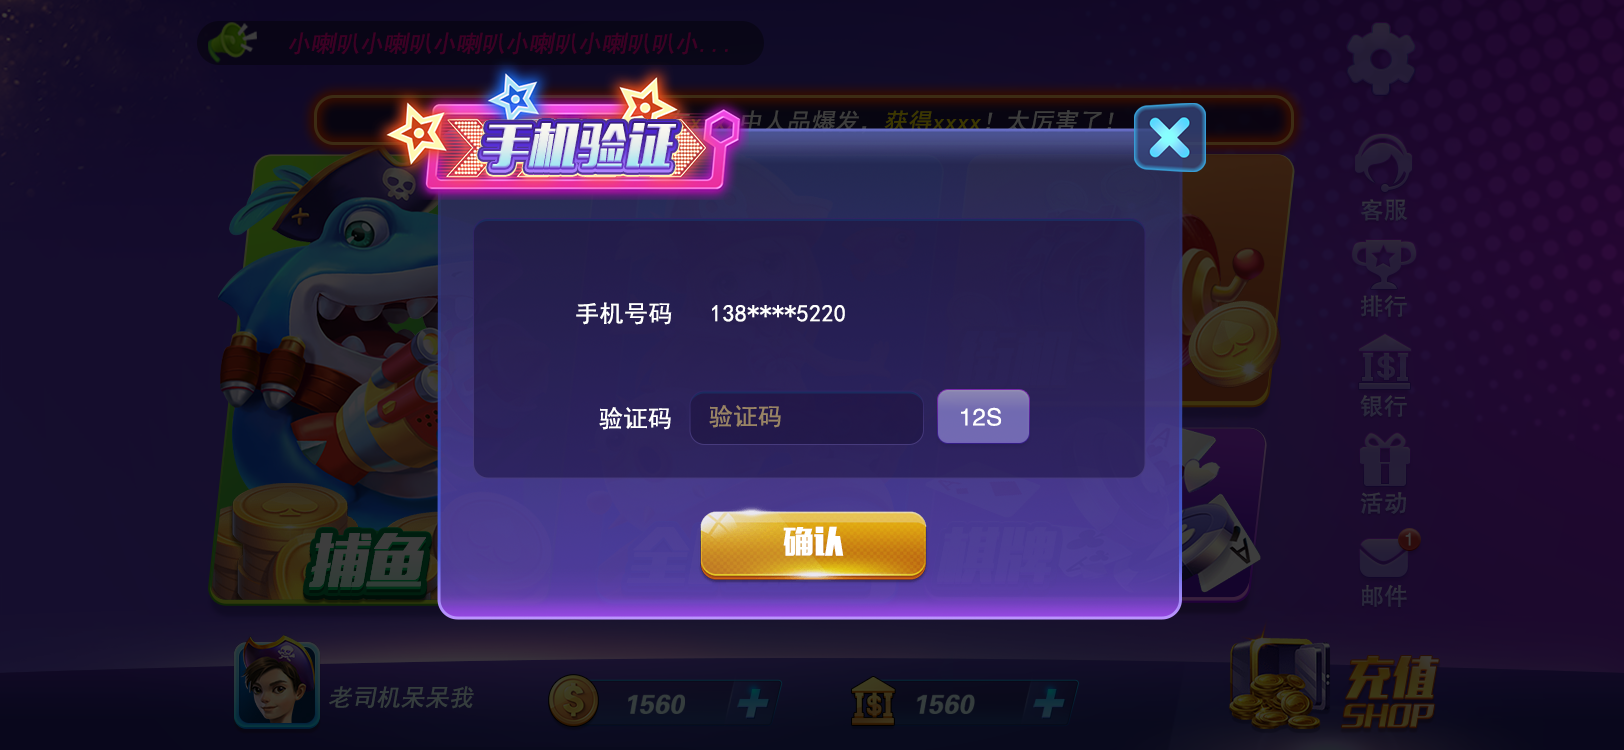 小喇叭小喇叭小喇叭小喇叭小喇叭叭小...
中人品爆发，获得xxxx！太厉害了！
手机验证
客服
手机号码 138****5220
排行
验证码 验证码 12S
银行
活动
确认
捕鱼
棋牌
1
邮件
老司机呆呆我
1560
1560
充值
SHOP